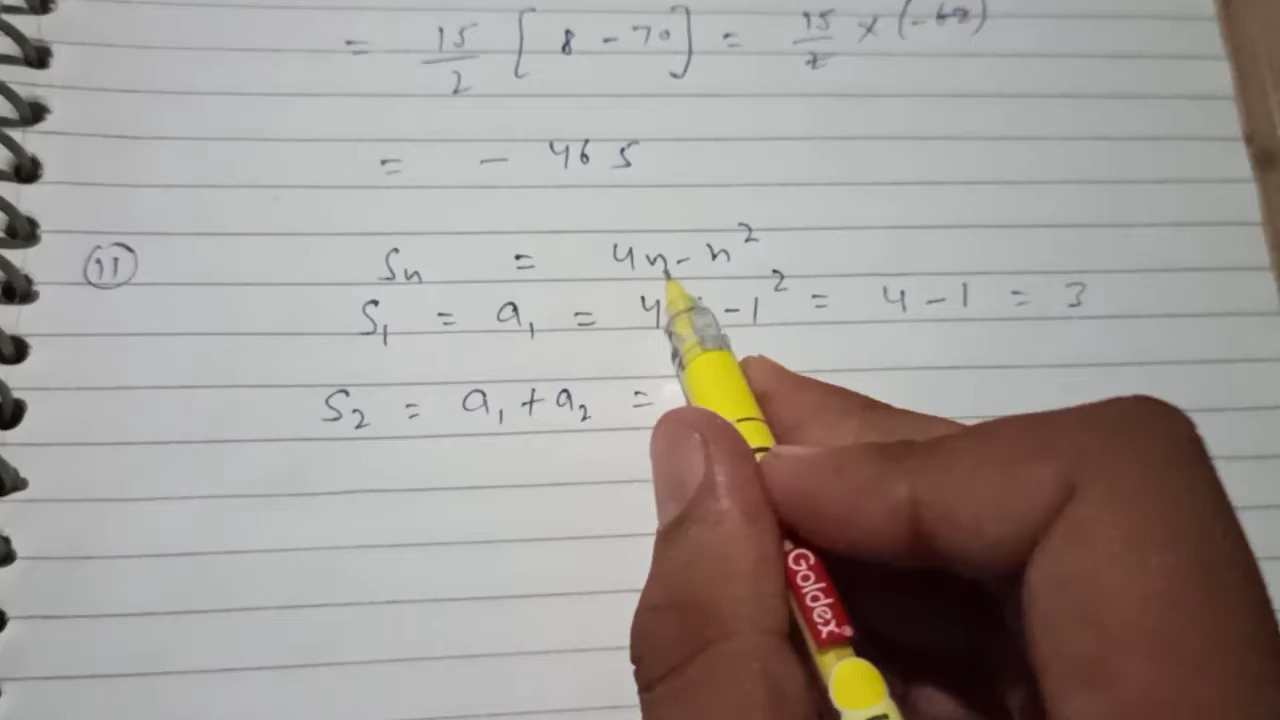 = 15/2 [ 8 - 70 ] = 15/2 × (-62)
= - 465
11 Sn = 4n - n²
S₁ = a₁ = 4 - 1² = 4 - 1 = 3
S₂ = a₁ + a₂ =
Goldex